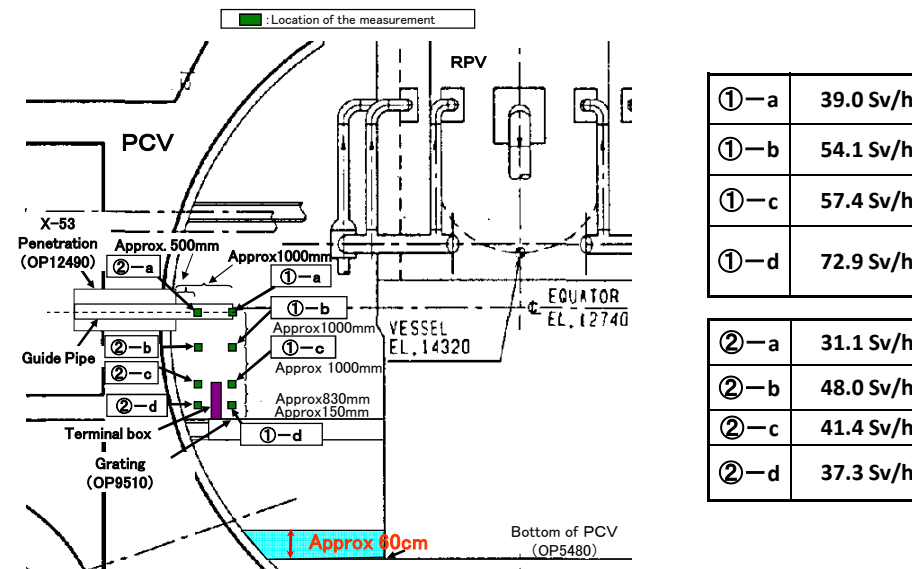 :Location of the measurement
RPV
PCV
X-53
Penetration
(OP12490)
Approx. 500mm
Approx1000mm
②-a
①-a
①-b
Approx1000mm
EQUATOR
EL.12740
VESSEL
EL.14320
Guide Pipe
②-b
①-c
Approx 1000mm
②-c
②-d
Approx830mm
Approx150mm
Terminal box
①-d
Grating
(OP9510)
Approx 60cm
Bottom of PCV
(OP5480)
①-a 39.0 Sv/h
①-b 54.1 Sv/h
①-c 57.4 Sv/h
①-d 72.9 Sv/h
②-a 31.1 Sv/h
②-b 48.0 Sv/h
②-c 41.4 Sv/h
②-d 37.3 Sv/h